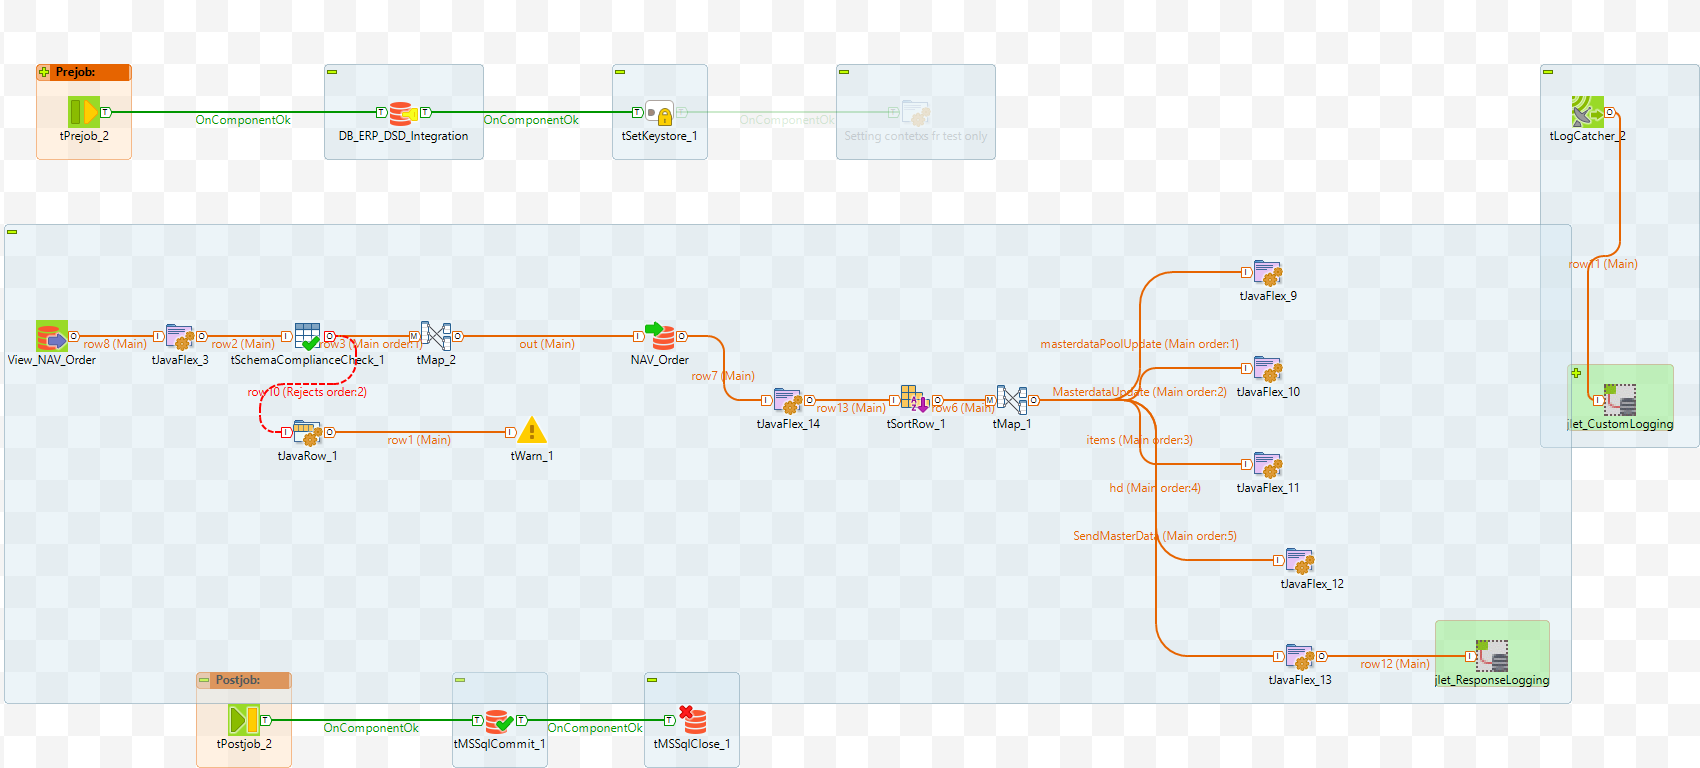 Prejob:
tPrejob_2
OnComponentOk
DB_ERP_DSD_Integration
OnComponentOk
tSetKeystore_1
OnComponentOk
Setting contetxs fr test only
tLogCatcher_2
row11 (Main)
jlet_CustomLogging
View_NAV_Order
row8 (Main)
tJavaFlex_3
row2 (Main)
tSchemaComplianceCheck_1
row3 (Main order:1)
tMap_2
out (Main)
NAV_Order
row10 (Rejects order:2)
tJavaRow_1
row1 (Main)
tWarn_1
row7 (Main)
tJavaFlex_14
row13 (Main)
tSortRow_1
row6 (Main)
tMap_1
masterdataPoolUpdate (Main order:1)
tJavaFlex_9
MasterdataUpdate (Main order:2)
tJavaFlex_10
items (Main order:3)
tJavaFlex_11
hd (Main order:4)
tJavaFlex_12
SendMasterData (Main order:5)
tJavaFlex_13
row12 (Main)
jlet_ResponseLogging
Postjob:
tPostjob_2
OnComponentOk
tMSSqlCommit_1
OnComponentOk
tMSSqlClose_1